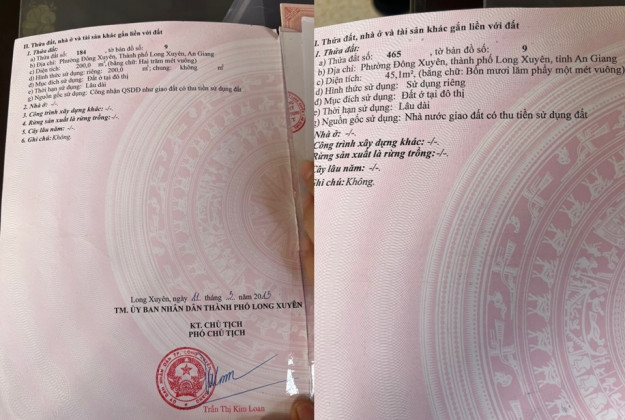 II. Thửa đất, nhà ở và tài sản khác gắn liền với đất
1. Thửa đất:
a) Thửa đất số: 184 , tờ bản đồ số: 9
b) Địa chỉ: Phường Đông Xuyên, Thành phố Long Xuyên, An Giang
c) Diện tích: 200,0 m², (bằng chữ: Hai trăm mét vuông)
d) Hình thức sử dụng: riêng: 200,0 m²; chung: không m²
đ) Mục đích sử dụng: Đất ở tại đô thị
e) Thời hạn sử dụng: Lâu dài
g) Nguồn gốc sử dụng: Công nhận QSDĐ như giao đất có thu tiền sử dụng đất
2. Nhà ở: -/-.
3. Công trình xây dựng khác: -/-.
4. Rừng sản xuất là rừng trồng: -/-.
5. Cây lâu năm: -/-.
6. Ghi chú: Không.
Long Xuyên, ngày 11 tháng 3 năm 2015
TM. ỦY BAN NHÂN DÂN THÀNH PHỐ LONG XUYÊN
KT. CHỦ TỊCH
PHÓ CHỦ TỊCH
Trần Thị Kim Loan
I. Thửa đất, nhà ở và tài sản khác gắn liền với đất
1. Thửa đất:
a) Thửa đất số: 465 , tờ bản đồ số: 9
b) Địa chỉ: Phường Đông Xuyên, thành phố Long Xuyên, tỉnh An Giang
c) Diện tích: 45,1m², (bằng chữ: Bốn mươi lăm phẩy một mét vuông)
d) Hình thức sử dụng: Sử dụng riêng
đ) Mục đích sử dụng: Đất ở tại đô thị
e) Thời hạn sử dụng: Lâu dài
g) Nguồn gốc sử dụng: Nhà nước giao đất có thu tiền sử dụng đất
Nhà ở: -/-.
Công trình xây dựng khác: -/-.
Rừng sản xuất là rừng trồng: -/-.
Cây lâu năm: -/-.
Ghi chú: Không.